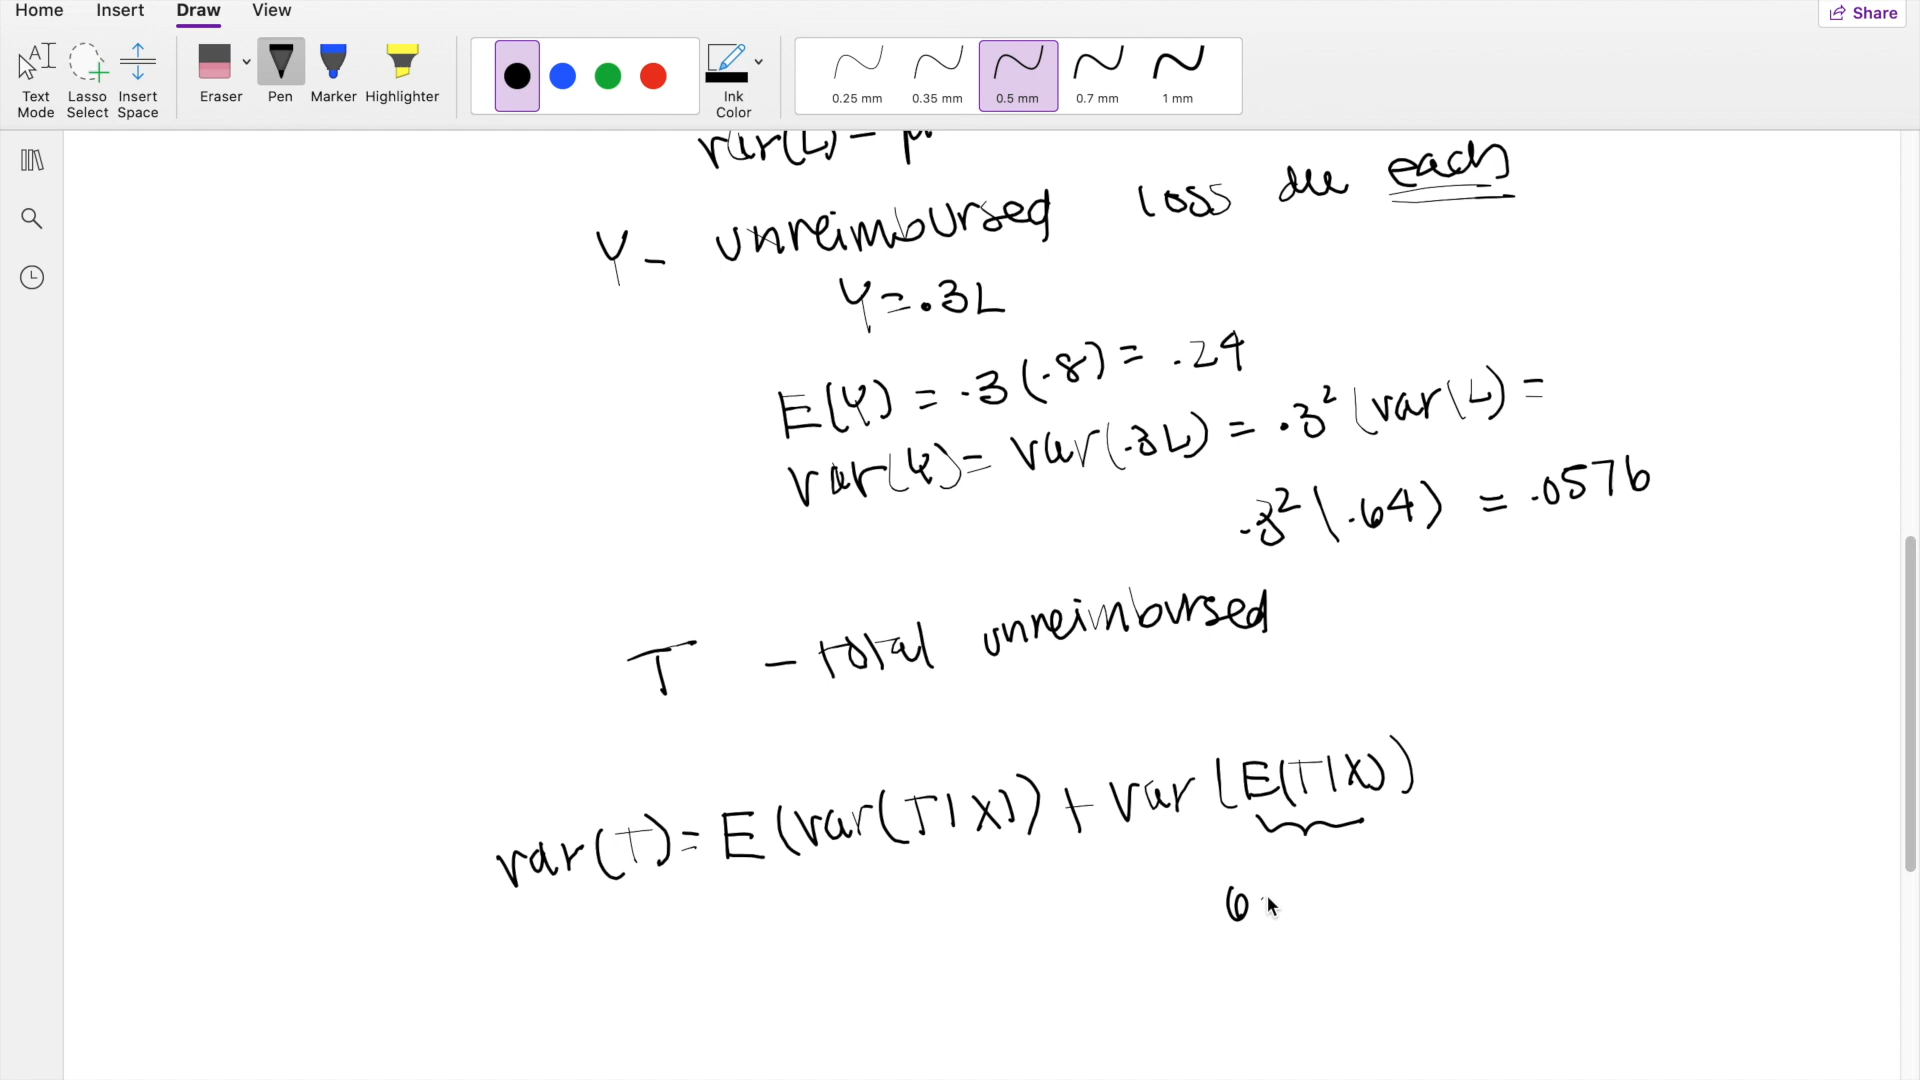 Home Insert Draw View
Share
Text Mode
Lasso Select
Insert Space
Eraser
Pen
Marker
Highlighter
Ink Color
0.25 mm
0.35 mm
0.5 mm
0.7 mm
1 mm
var(L) = μ
Y - unreimbursed loss due each
Y = .3L
E(Y) = .3(.8) = .24
var(Y) = var(.3L) = .3² (var(L) =
.3² (.64) = .0576
T - total unreimbursed
var(T) = E(var(T|X)) + var(E(T|X))
6